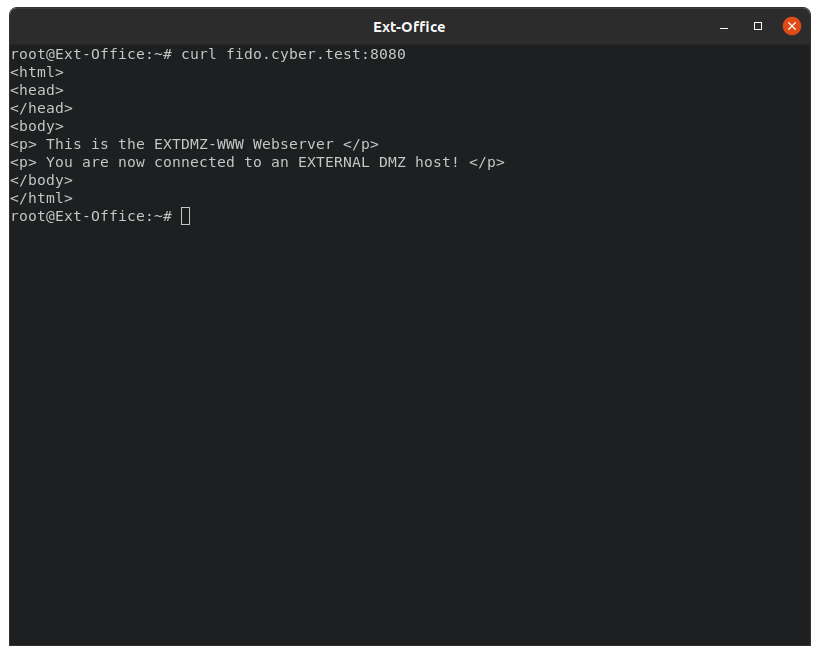 Ext-Office
root@Ext-Office:~# curl fido.cyber.test:8080
<html>
<head>
</head>
<body>
<p> This is the EXTDMZ-WWW Webserver </p>
<p> You are now connected to an EXTERNAL DMZ host! </p>
</body>
</html>
root@Ext-Office:~#